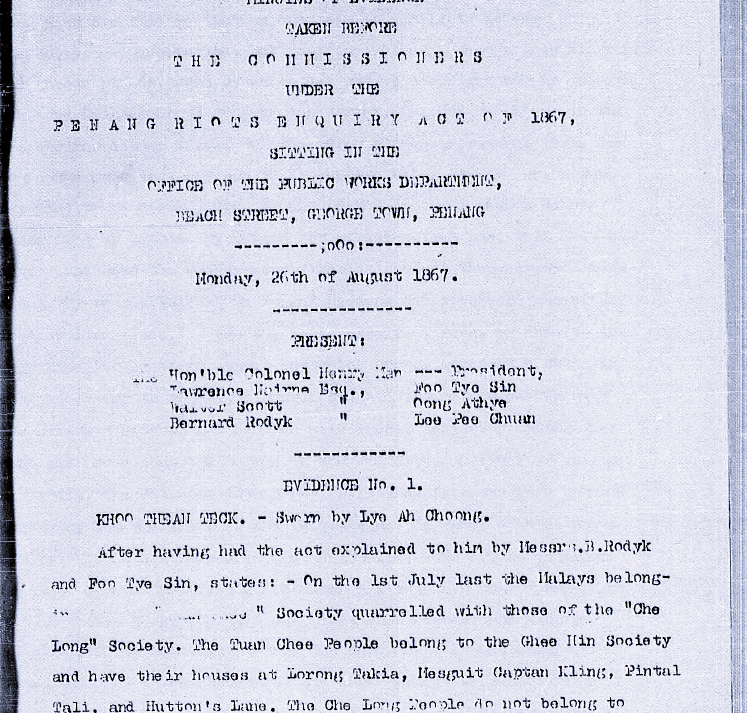 MINUTES OF EVIDENCE
TAKEN BEFORE
THE COMMISSIONERS
UNDER THE
PENANG RIOTS ENQUIRY ACT OF 1867,
SITTING IN THE
OFFICE OF THE PUBLIC WORKS DEPARTMENT,
BEACH STREET, GEORGE TOWN, PENANG
---------;oOo:----------
Monday, 26th of August 1867.
---------------
PRESENT:
The Hon'ble Colonel Henry Man --- President,
Lawrence Nairne Esq., Foo Tye Sin
Walter Scott " Oong Athye
Bernard Rodyk " Lee Pee Chuan
------------
EVIDENCE No. 1.
KHOO THEAN TECK. - Sworn by Lye Ah Choong.
After having had the act explained to him by Messrs.B.Rodyk
and Foo Tye Sin, states: - On the 1st July last the Malays belong-
" Society quarrelled with those of the "Che
Long" Society. The Tuan Chee People belong to the Ghee Hin Society
and have their houses at Lorong Takia, Mesguit Captan Kling, Pintal
Tali, and Hutton's Lane. The Che Long People do not belong to